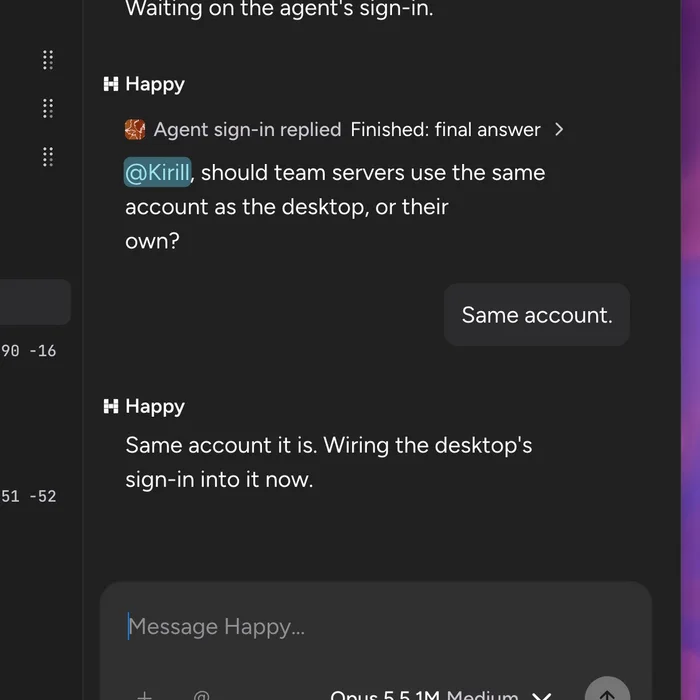 Waiting on the agent's sign-in.
Happy
Agent sign-in replied Finished: final answer
@Kirill, should team servers use the same
account as the desktop, or their
own?
Same account.
90 -16
Happy
Same account it is. Wiring the desktop's
sign-in into it now.
51 -52
Message Happy...
+ @ Opus 5.5 1M Medium